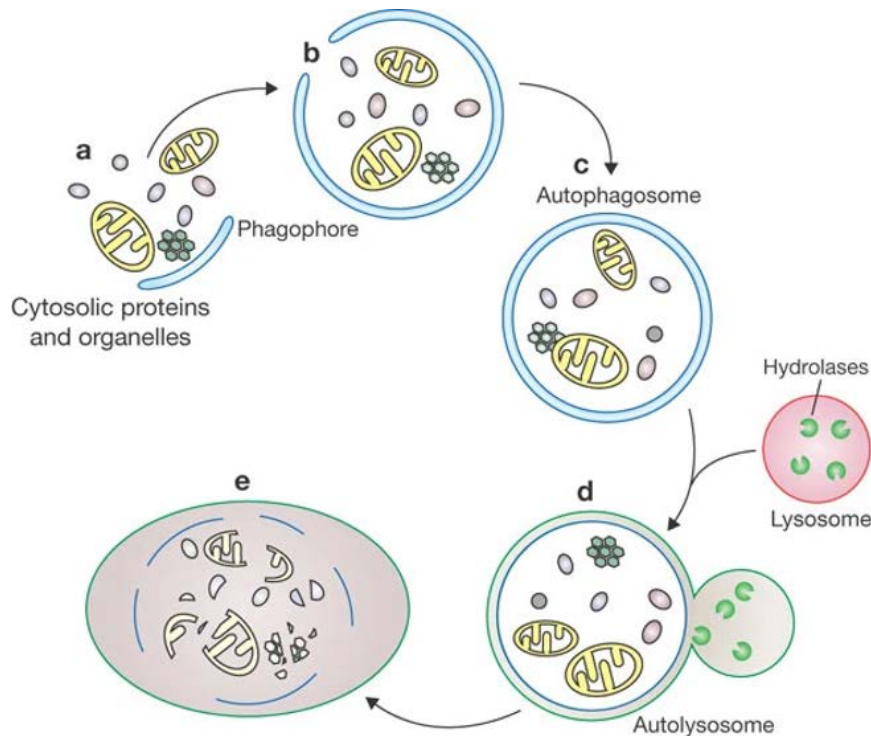 a
Cytosolic proteins
and organelles
Phagophore
b
c
Autophagosome
Hydrolases
Lysosome
d
Autolysosome
e